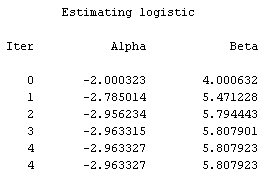 Estimating logistic
Iter Alpha Beta
0 -2.000323 4.000632
1 -2.785014 5.471228
2 -2.956234 5.794443
3 -2.963315 5.807901
4 -2.963327 5.807923
4 -2.963327 5.807923